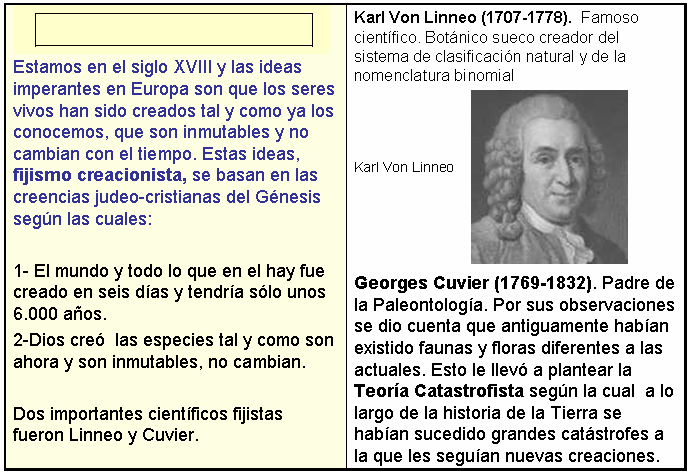 Estamos en el siglo XVIII y las ideas
imperantes en Europa son que los seres
vivos han sido creados tal y como ya los
conocemos, que son inmutables y no
cambian con el tiempo. Estas ideas,
fijismo creacionista, se basan en las
creencias judeo-cristianas del Génesis
según las cuales:
1- El mundo y todo lo que en el hay fue
creado en seis días y tendría sólo unos
6.000 años.
2-Dios creó las especies tal y como son
ahora y son inmutables, no cambian.
Dos importantes científicos fijistas
fueron Linneo y Cuvier.
Karl Von Linneo (1707-1778). Famoso
científico. Botánico sueco creador del
sistema de clasificación natural y de la
nomenclatura binomial
Karl Von Linneo
Georges Cuvier (1769-1832). Padre de
la Paleontología. Por sus observaciones
se dio cuenta que antiguamente habían
existido faunas y floras diferentes a las
actuales. Esto le llevó a plantear la
Teoría Catastrofista según la cual a lo
largo de la historia de la Tierra se
habían sucedido grandes catástrofes a
la que les seguían nuevas creaciones.